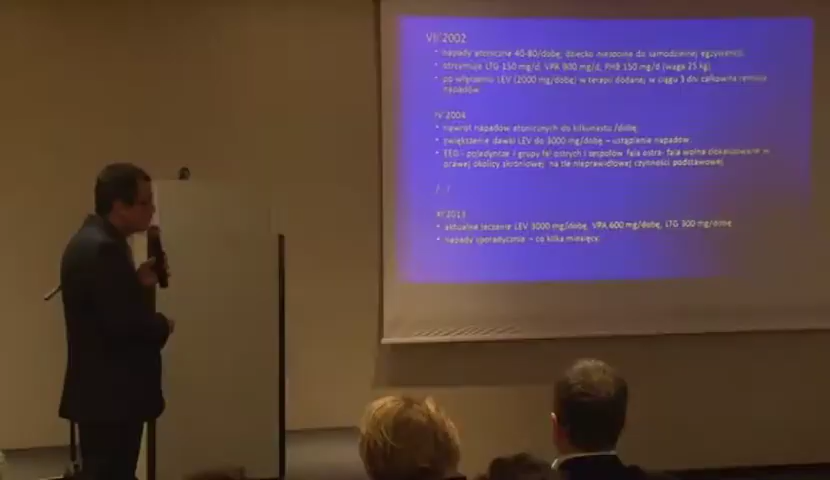 VI/2002
• napady atoniczne 40-80/dobę, dziecko niezdolne do samodzielnej egzystencji
• otrzymuje LTG 150 mg/d, VPA 900 mg/d, PHB 150 mg/d (waga 25 kg)
• po włączeniu LEV (2000 mg/dobę) w terapii dodanej w ciągu 3 dni całkowita remisja
napadów
IV 2004
• nawrót napadów atonicznych do kilkunastu /dobę
• zwiększenie dawki LEV do 3000 mg/dobę – ustąpienie napadów
• EEG - pojedyncze i grupy fal ostrych i zespołów fala ostra- fala wolna zlokalizowane w
prawej okolicy skroniowej na tle nieprawidłowej czynności podstawowej
/.../
XI 2013
• aktualne leczenie LEV 3000 mg/dobę, VPA 600 mg/dobę, LTG 300 mg/dobę
• napady sporadycznie – co kilka miesięcy